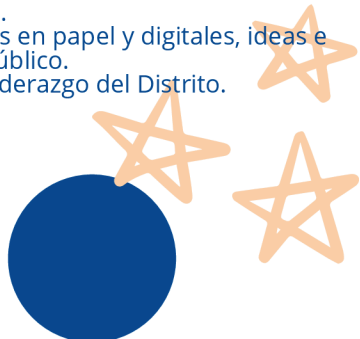 .
s en papel y digitales, ideas e
úblico.
derazgo del Distrito.